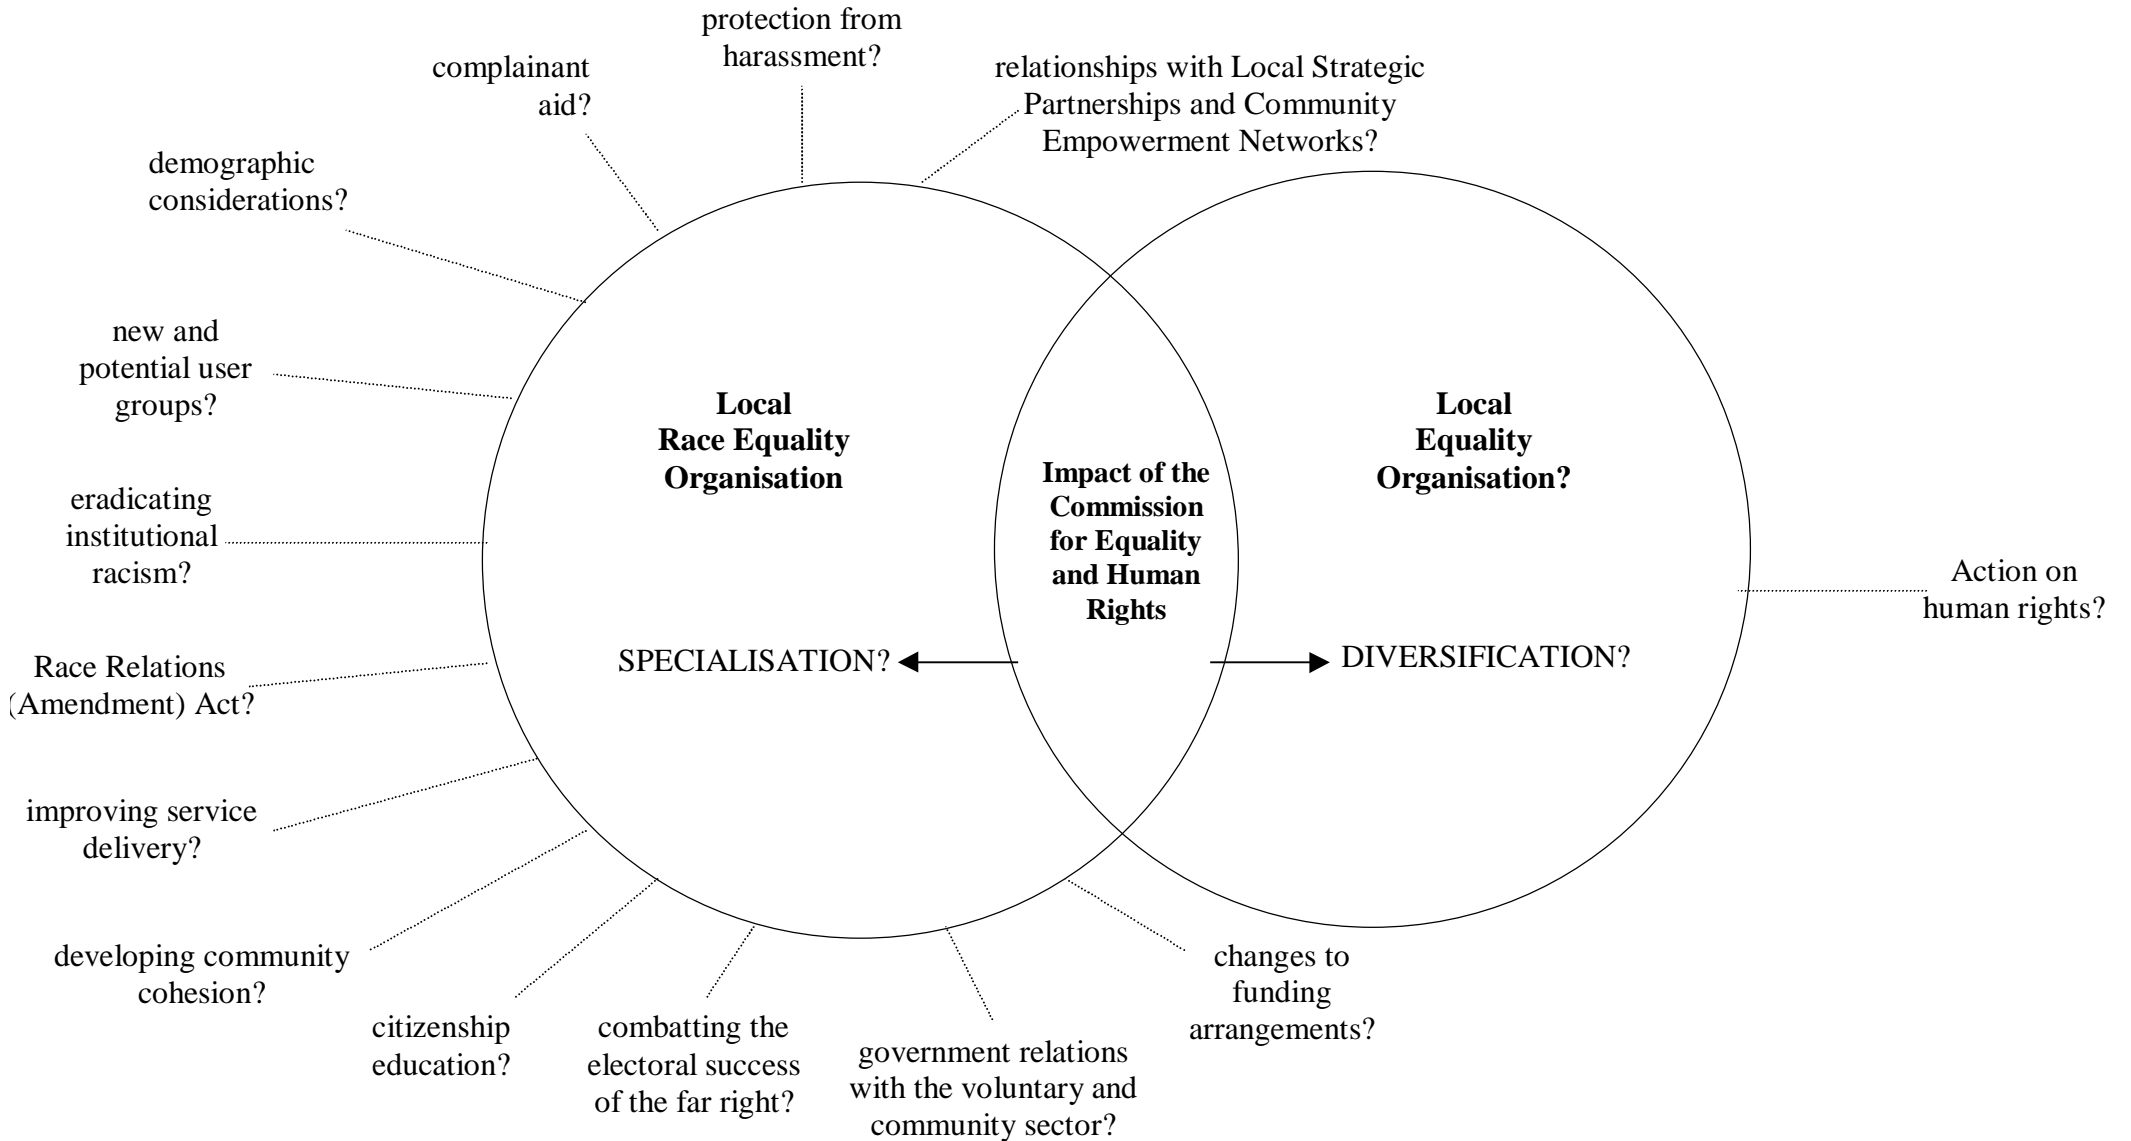 protection from
harassment?
complainant
aid?
relationships with Local Strategic
Partnerships and Community
Empowerment Networks?
demographic
considerations?
new and
potential user
groups?
eradicating
institutional
racism?
Race Relations
(Amendment) Act?
improving service
delivery?
developing community
cohesion?
citizenship
education?
combatting the
electoral success
of the far right?
government relations
with the voluntary and
community sector?
changes to
funding
arrangements?
Local
Race Equality
Organisation
SPECIALISATION?
Impact of the
Commission
for Equality
and Human
Rights
Local
Equality
Organisation?
DIVERSIFICATION?
Action on
human rights?